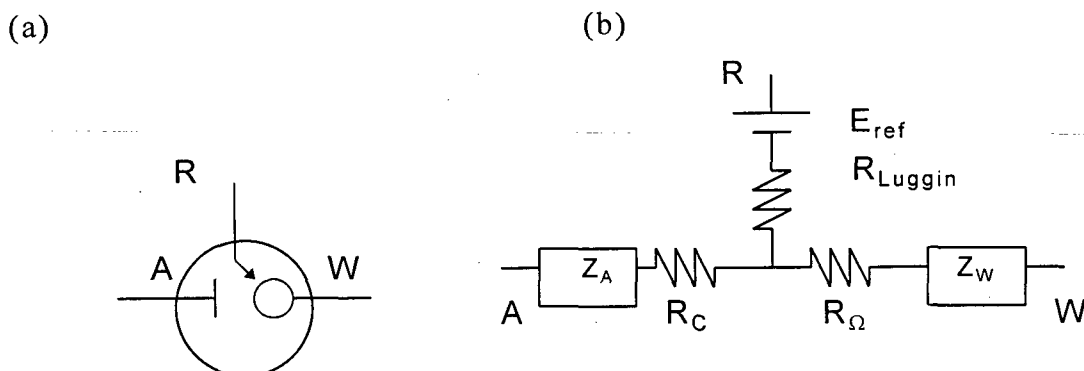 (a)
R
A
W
(b)
R
E_ref
R_Luggin
Z_A
Z_W
A
R_C
R_Ω
W